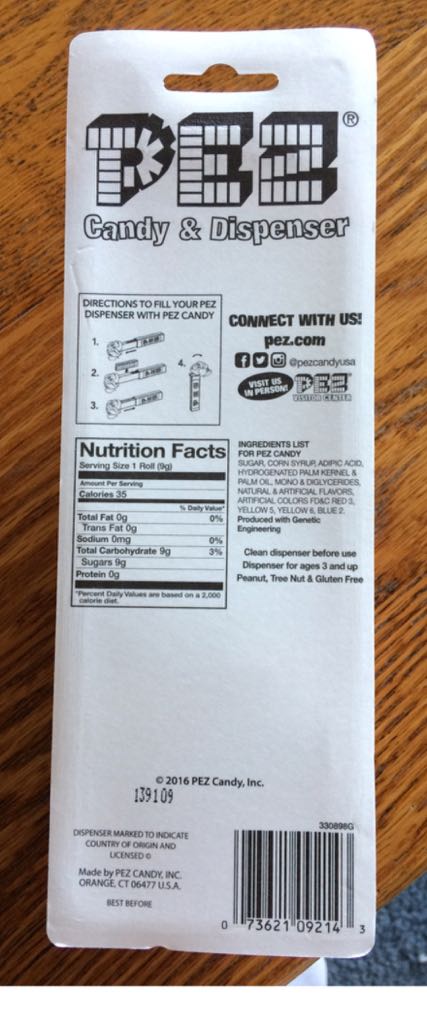 PEZ®
Candy & Dispenser
DIRECTIONS TO FILL YOUR PEZ
DISPENSER WITH PEZ CANDY
1.
2.
3.
4.
CONNECT WITH US!
pez.com
@pezcandyusa
VISIT US
IN PERSON!
PEZ
VISITOR CENTER
Nutrition Facts
Serving Size 1 Roll (9g)
Amount Per Serving
Calories 35
% Daily Value*
Total Fat 0g 0%
Trans Fat 0g
Sodium 0mg 0%
Total Carbohydrate 9g 3%
Sugars 9g
Protein 0g
*Percent Daily Values are based on a 2,000
calorie diet.
INGREDIENTS LIST
FOR PEZ CANDY
SUGAR, CORN SYRUP, ADIPIC ACID,
HYDROGENATED PALM KERNEL &
PALM OIL, MONO & DIGLYCERIDES,
NATURAL & ARTIFICIAL FLAVORS,
ARTIFICIAL COLORS FD&C RED 3,
YELLOW 5, YELLOW 6, BLUE 2.
Produced with Genetic
Engineering
Clean dispenser before use
Dispenser for ages 3 and up
Peanut, Tree Nut & Gluten Free
© 2016 PEZ Candy, Inc.
139109
DISPENSER MARKED TO INDICATE
COUNTRY OF ORIGIN AND
LICENSED ©
Made by PEZ CANDY, INC.
ORANGE, CT 06477 U.S.A.
BEST BEFORE
330898G
0 73621 09214 3